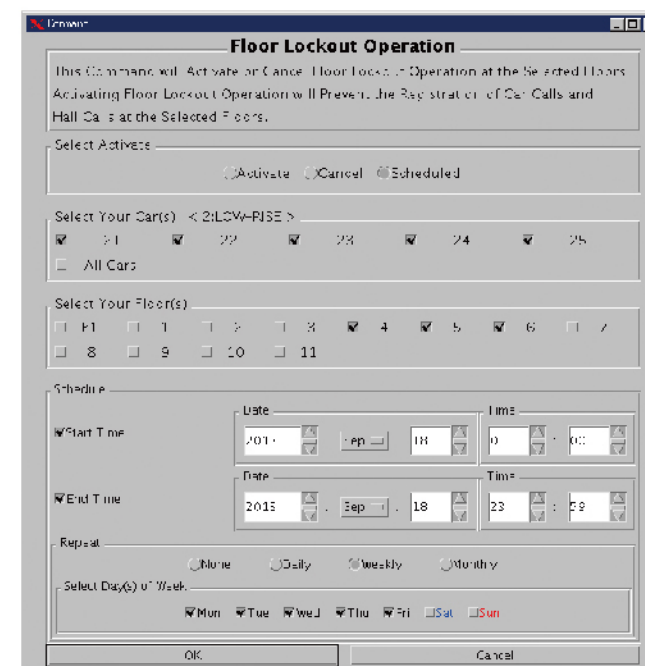 Command
Floor Lockout Operation
This Command will Activate or Cancel Floor Lockout Operation at the Selected Floors.
Activating Floor Lockout Operation will Prevent the Registration of Car Calls and
Hall Calls at the Selected Floors.
Select Activate
Activate Cancel Scheduled
Select Your Car(s) < 2:LOW-RISE >
21 22 23 24 25
All Cars
Select Your Floor(s)
1 2 3 4 5 6 7
8 9 10 11
Schedule
Date Time
Start Time Sep 18 0 : 00
Date Time
End Time 2015 . Sep . 18 23 : 59
Repeat
None Daily Weekly Monthly
Select Day(s) of Week
Mon Tue Wed Thu Fri Sat Sun
OK Cancel